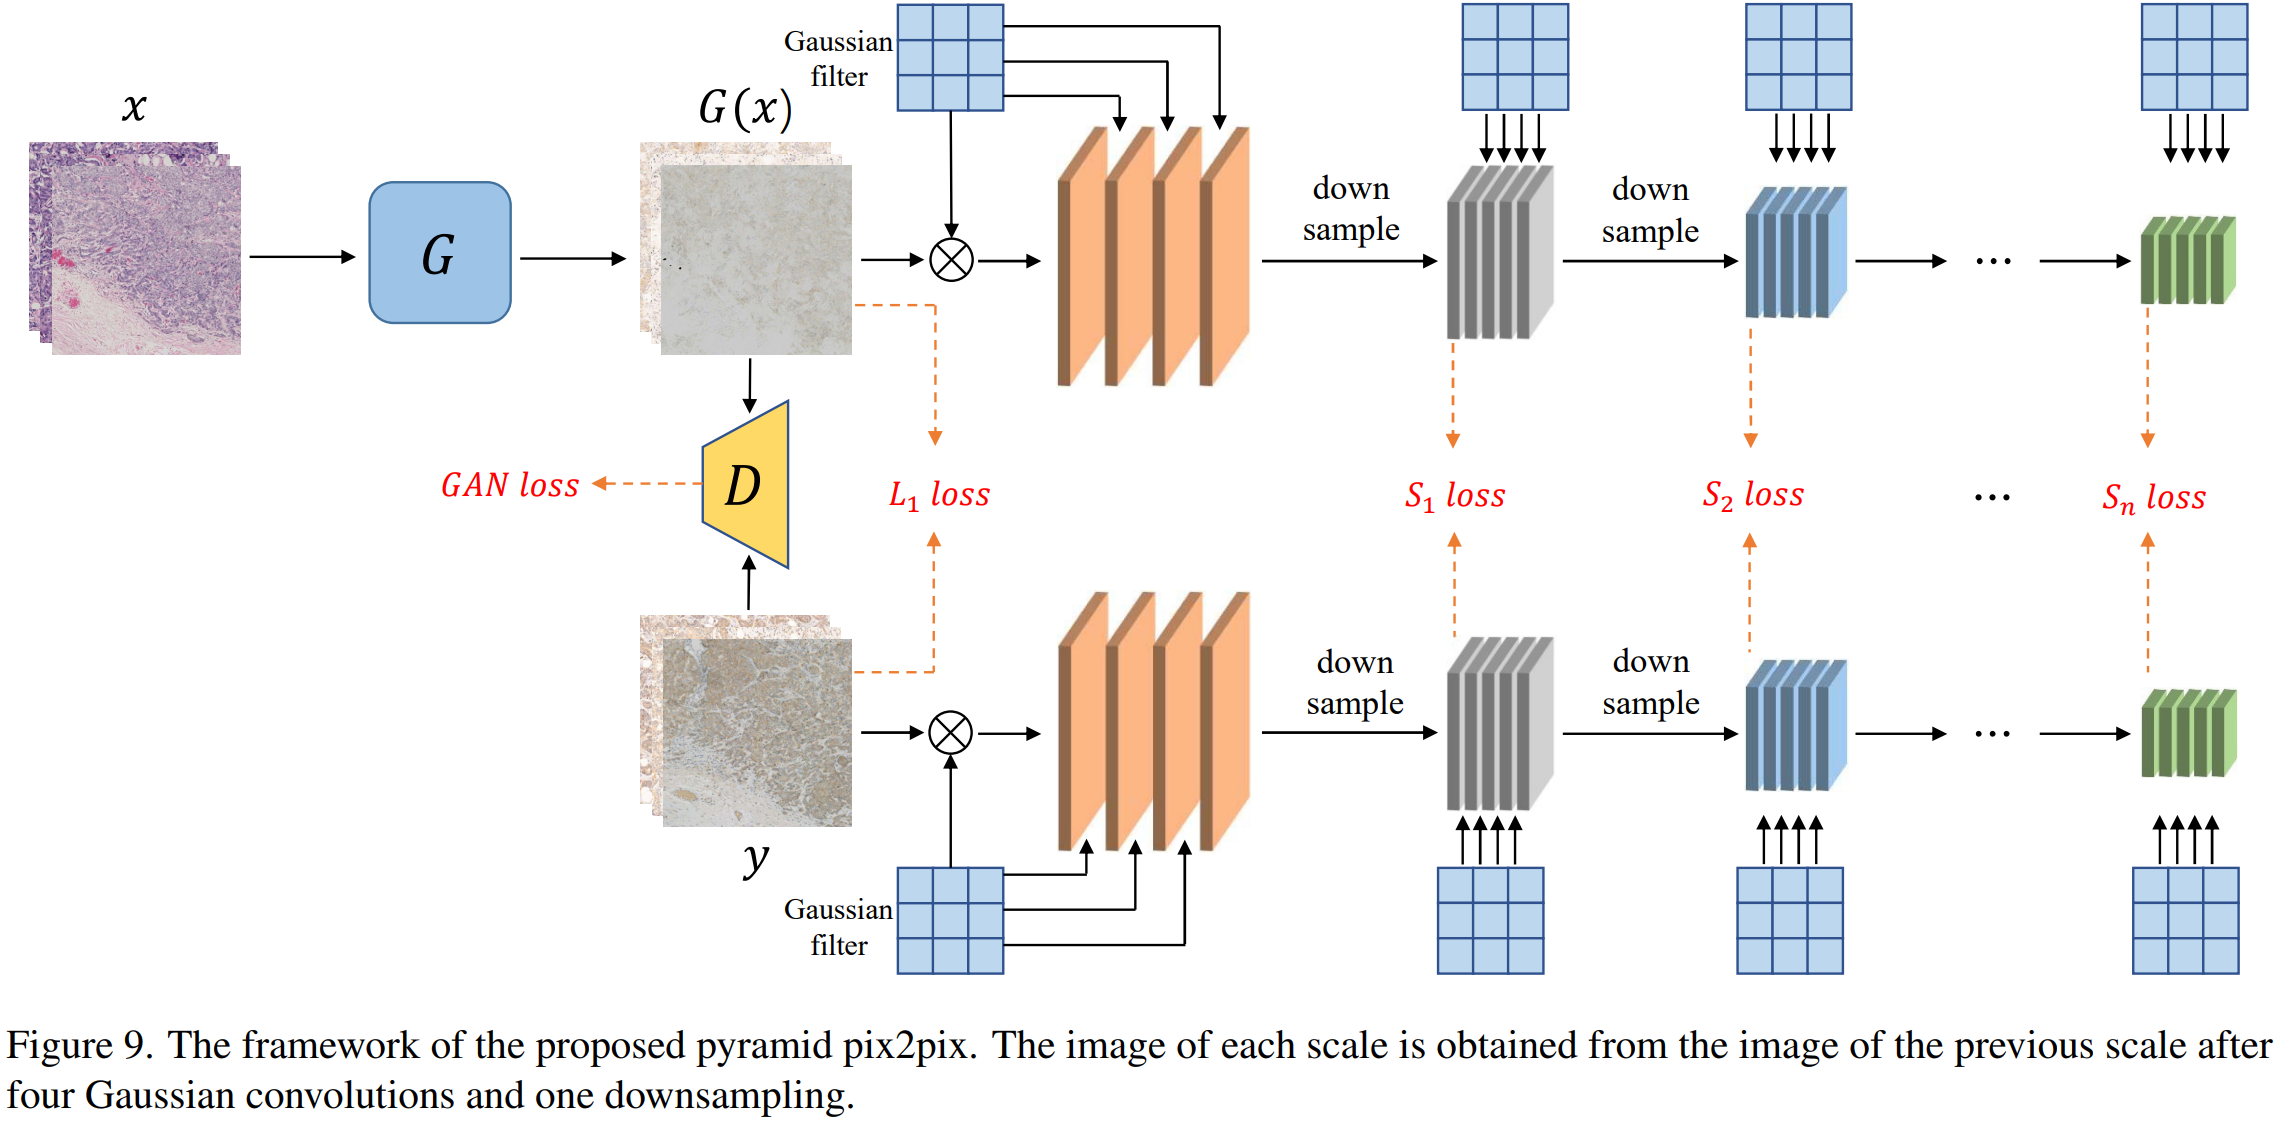 Gaussian
filter
x
G(x)
G
down
sample
down
sample
...
D
GAN loss
L₁ loss
S₁ loss
S₂ loss
...
Sₙ loss
y
down
sample
down
sample
...
Gaussian
filter
Figure 9. The framework of the proposed pyramid pix2pix. The image of each scale is obtained from the image of the previous scale after
four Gaussian convolutions and one downsampling.